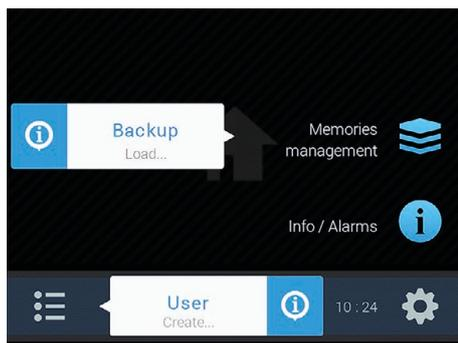 Backup
Load...
Memories
management
Info / Alarms
User
Create...
10 : 24